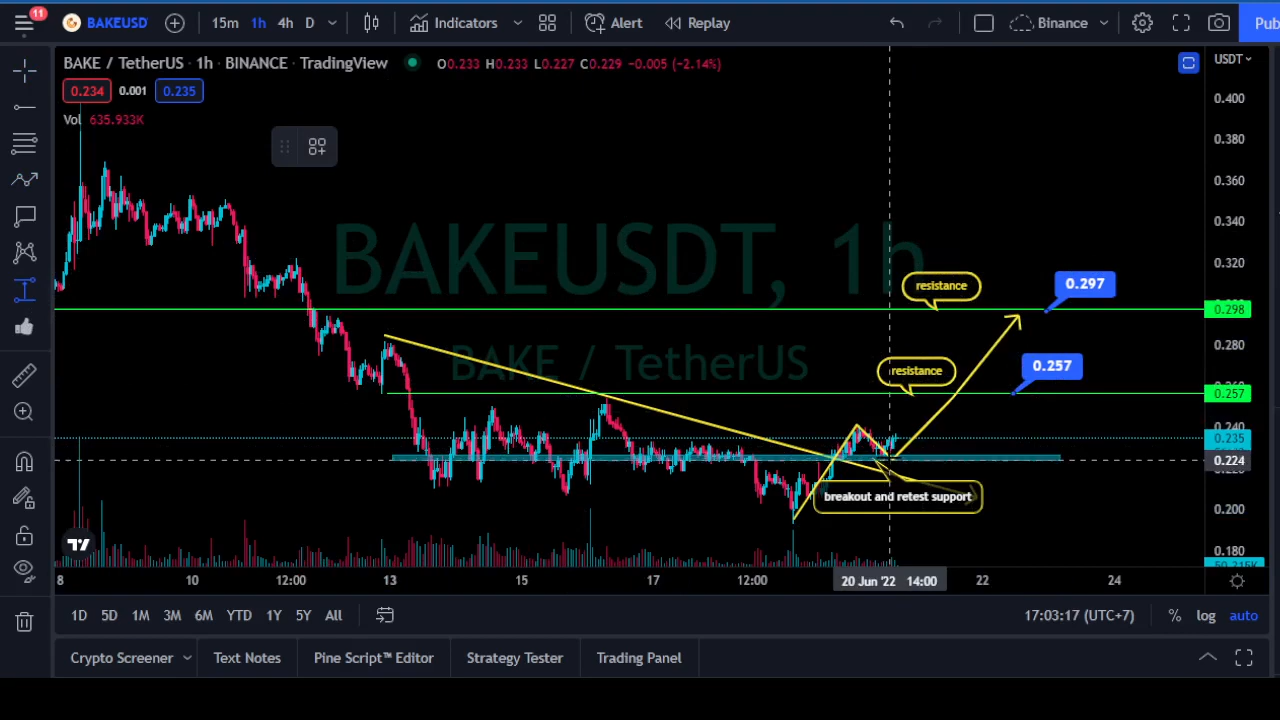 11
BAKEUSD
15m 1h 4h D
Indicators
Alert
Replay
Binance
Pub
BAKE / TetherUS · 1h · BINANCE · TradingView
O0.233 H0.233 L0.227 C0.229 −0.005 (−2.14%)
USDT
0.234 0.001 0.235
Vol 635.933K
0.400
0.380
0.360
0.340
0.320
0.298
0.280
0.257
0.240
0.235
0.224
0.200
0.180
BAKEUSDT, 1h
BAKE / TetherUS
resistance
0.297
resistance
0.257
breakout and retest support
8 10 12:00 13 15 17 12:00 20 Jun '22 14:00 22 24
1D 5D 1M 3M 6M YTD 1Y 5Y All
17:03:17 (UTC+7)
% log auto
Crypto Screener
Text Notes
Pine Script™ Editor
Strategy Tester
Trading Panel